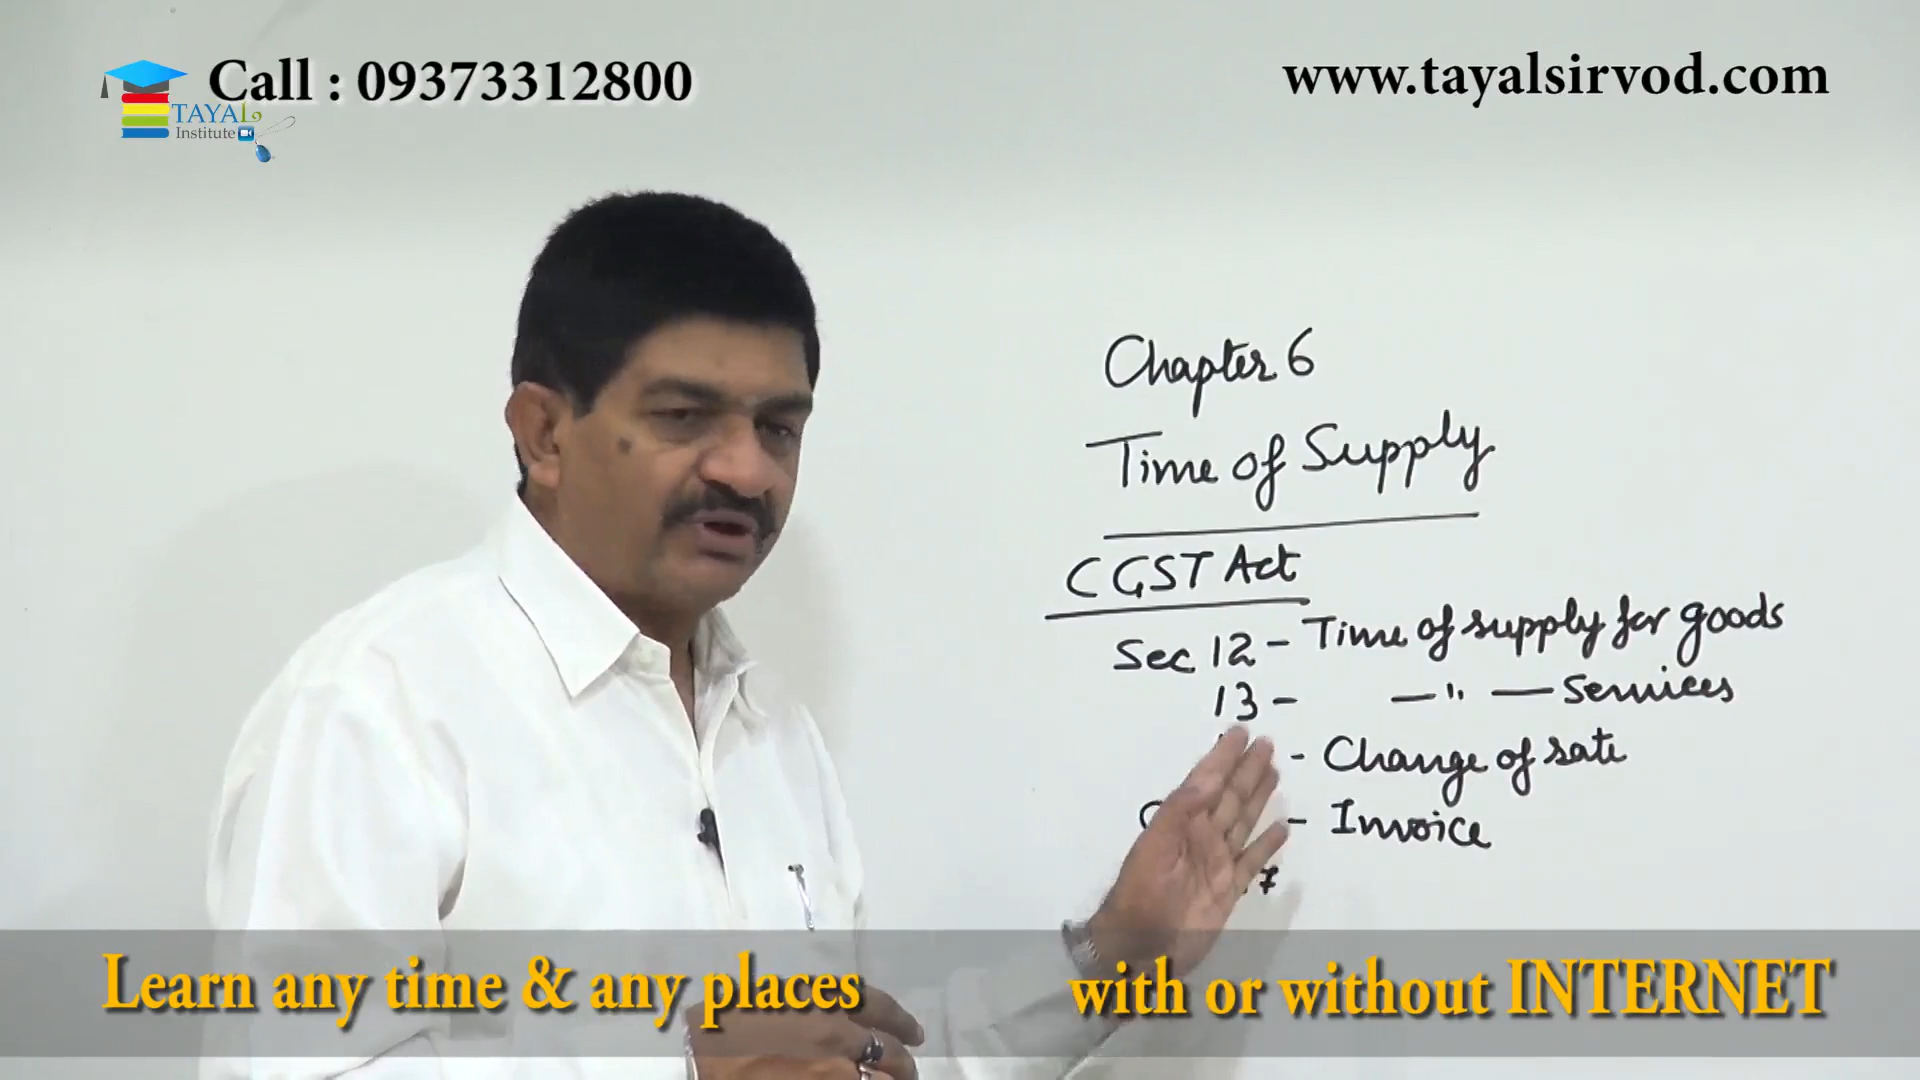 Call : 09373312800
www.tayalsirvod.com
TAYAL
Institute
Chapter 6
Time of Supply
CGST Act
Sec 12 - Time of supply for goods
13 - —"— Services
- Change of rate
- Invoice
Learn any time & any places
with or without INTERNET